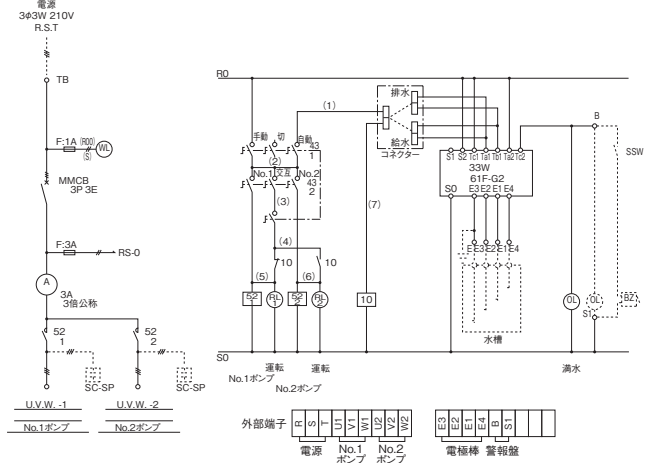 電源
3φ3W 210V
R.S.T
TB
F:1A (R00)
(S)
WL
MMCB
3P 3E
F:3A
RS-0
A
3A
3倍公称
52
1
52
2
SC-SP
SC-SP
U.V.W. -1
U.V.W. -2
No.1ポンプ
No.2ポンプ
R0
(1)
手動 切 自動
43
1
(2)
No.1 交互 No.2
43
2
(3)
(4)
10
10
(5)
(6)
52
1
RL
1
52
2
RL
2
運転
運転
No.1ポンプ
No.2ポンプ
S0
排水
給水
コネクター
(7)
10
S1 S2 Tc1 Ta1 Tb1 Ta2 Tc2
33W
61F-G2
S0 E3 E2 E1 E4
E E3 E2 E1 E4
水槽
OL
満水
B
OL
S1
SSW
BZ
外部端子
R S T U1 V1 W1 U2 V2 W2
電源
No.1
ポンプ
No.2
ポンプ
E3 E2 E1 E4 B S1
電極棒 警報盤